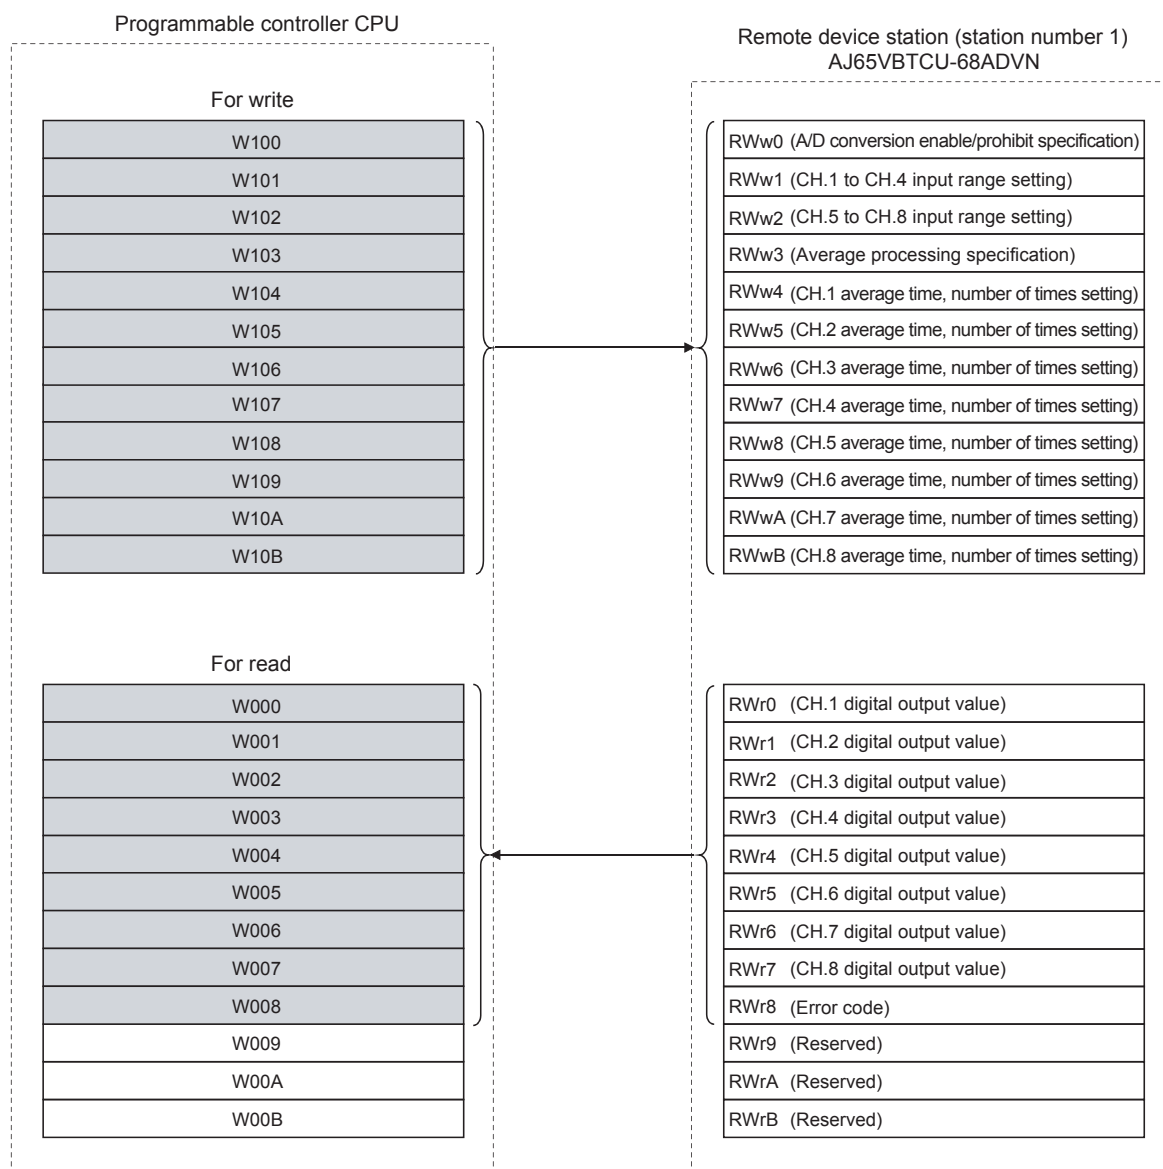 Programmable controller CPU
Remote device station (station number 1)
AJ65VBTCU-68ADVN
For write
W100
RWw0 (A/D conversion enable/prohibit specification)
W101
RWw1 (CH.1 to CH.4 input range setting)
W102
RWw2 (CH.5 to CH.8 input range setting)
W103
RWw3 (Average processing specification)
W104
RWw4 (CH.1 average time, number of times setting)
W105
RWw5 (CH.2 average time, number of times setting)
W106
RWw6 (CH.3 average time, number of times setting)
W107
RWw7 (CH.4 average time, number of times setting)
W108
RWw8 (CH.5 average time, number of times setting)
W109
RWw9 (CH.6 average time, number of times setting)
W10A
RWwA (CH.7 average time, number of times setting)
W10B
RWwB (CH.8 average time, number of times setting)
For read
W000
RWr0 (CH.1 digital output value)
W001
RWr1 (CH.2 digital output value)
W002
RWr2 (CH.3 digital output value)
W003
RWr3 (CH.4 digital output value)
W004
RWr4 (CH.5 digital output value)
W005
RWr5 (CH.6 digital output value)
W006
RWr6 (CH.7 digital output value)
W007
RWr7 (CH.8 digital output value)
W008
RWr8 (Error code)
W009
RWr9 (Reserved)
W00A
RWrA (Reserved)
W00B
RWrB (Reserved)